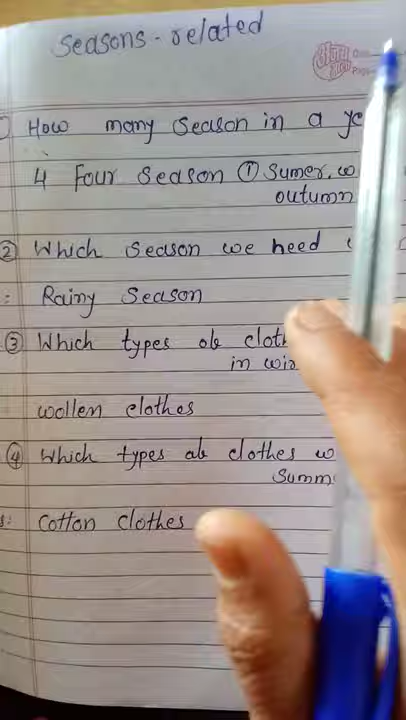 Seasons - related
How many Season in a ye
4 Four Season ① Sumer, w
outumn
② Which Season we need
: Rainy Season
③ Which types ob cloth
in wi
wollen clothes
④ Which types ob clothes w
Summ
s: Cotton clothes